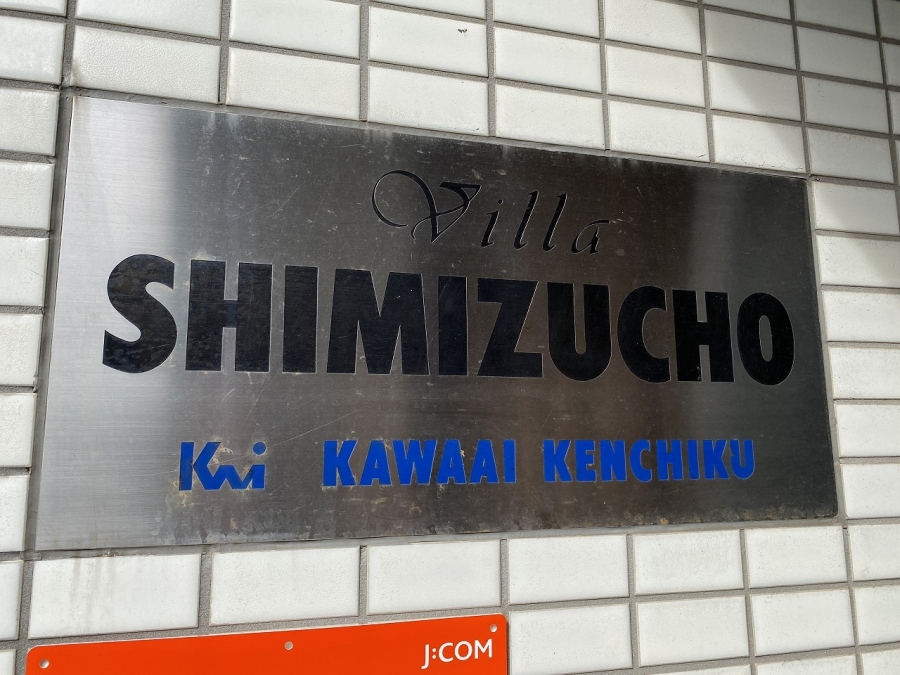 Villa
SHIMIZUCHO
Kwi KAWAAI KENCHIKU
J:COM